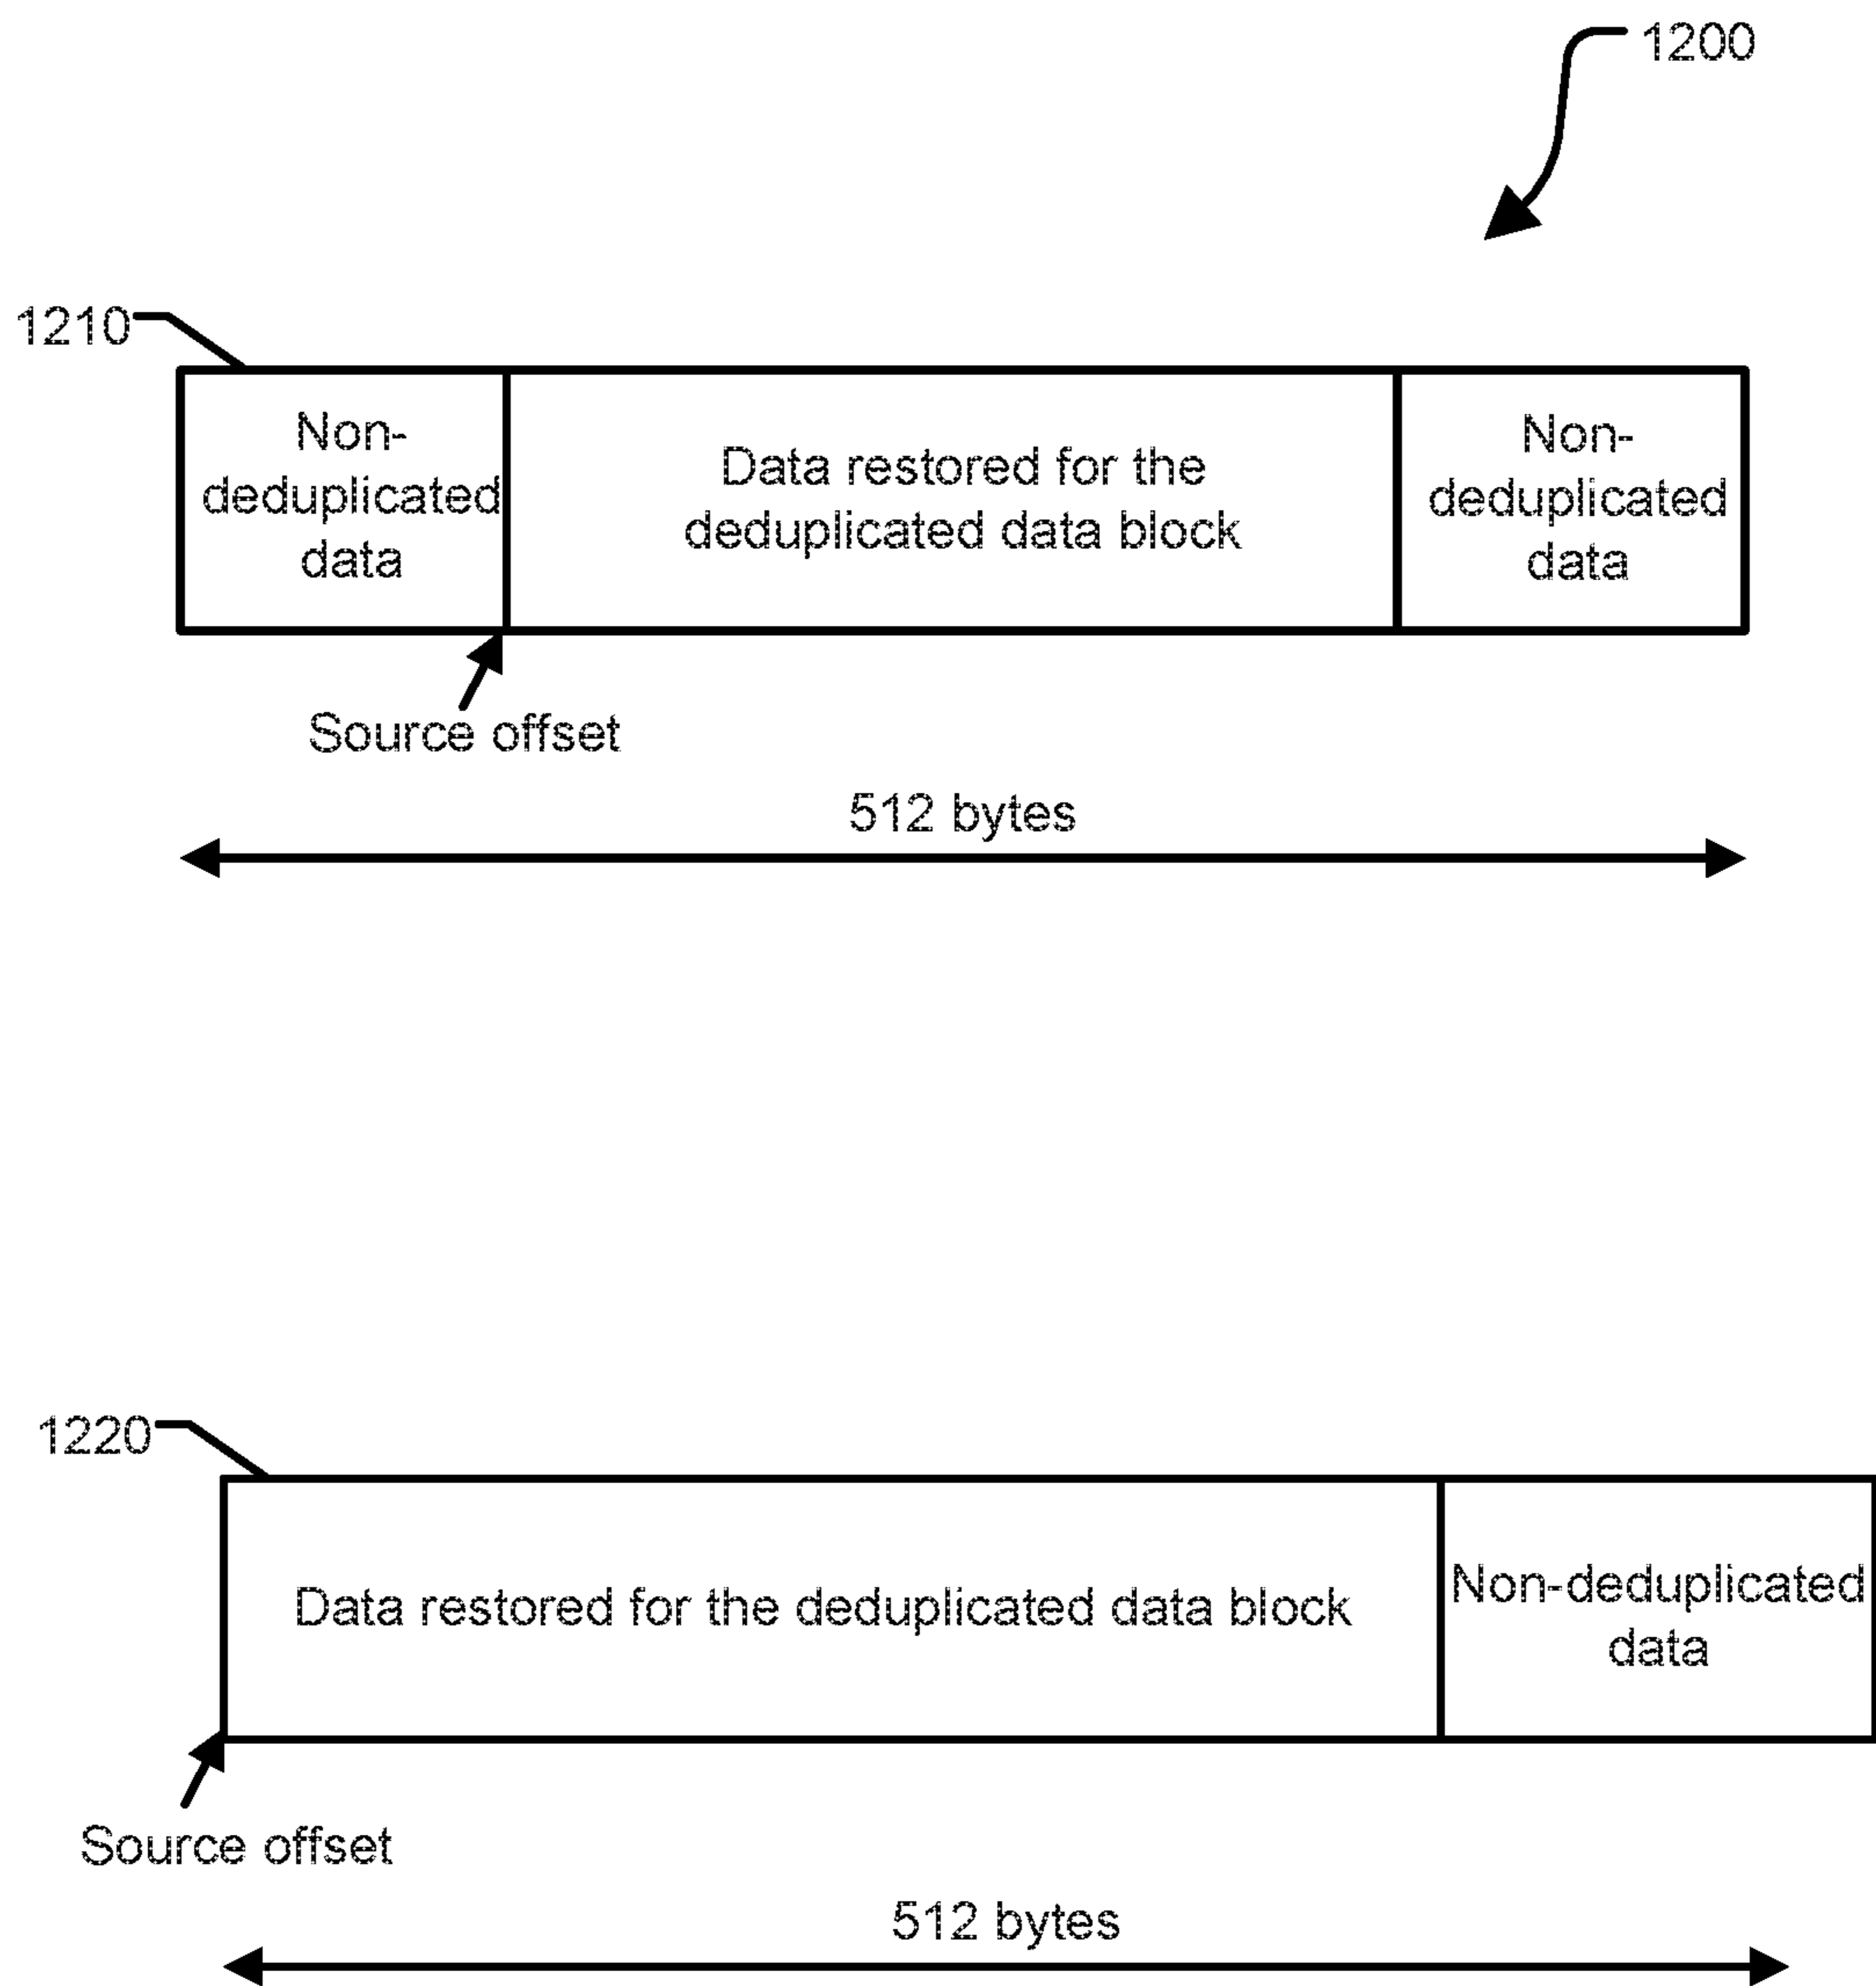 1200
1210
Non-
deduplicated
data
Data restored for the
deduplicated data block
Non-
deduplicated
data
Source offset
512 bytes
1220
Data restored for the deduplicated data block
Non-deduplicated
data
Source offset
512 bytes